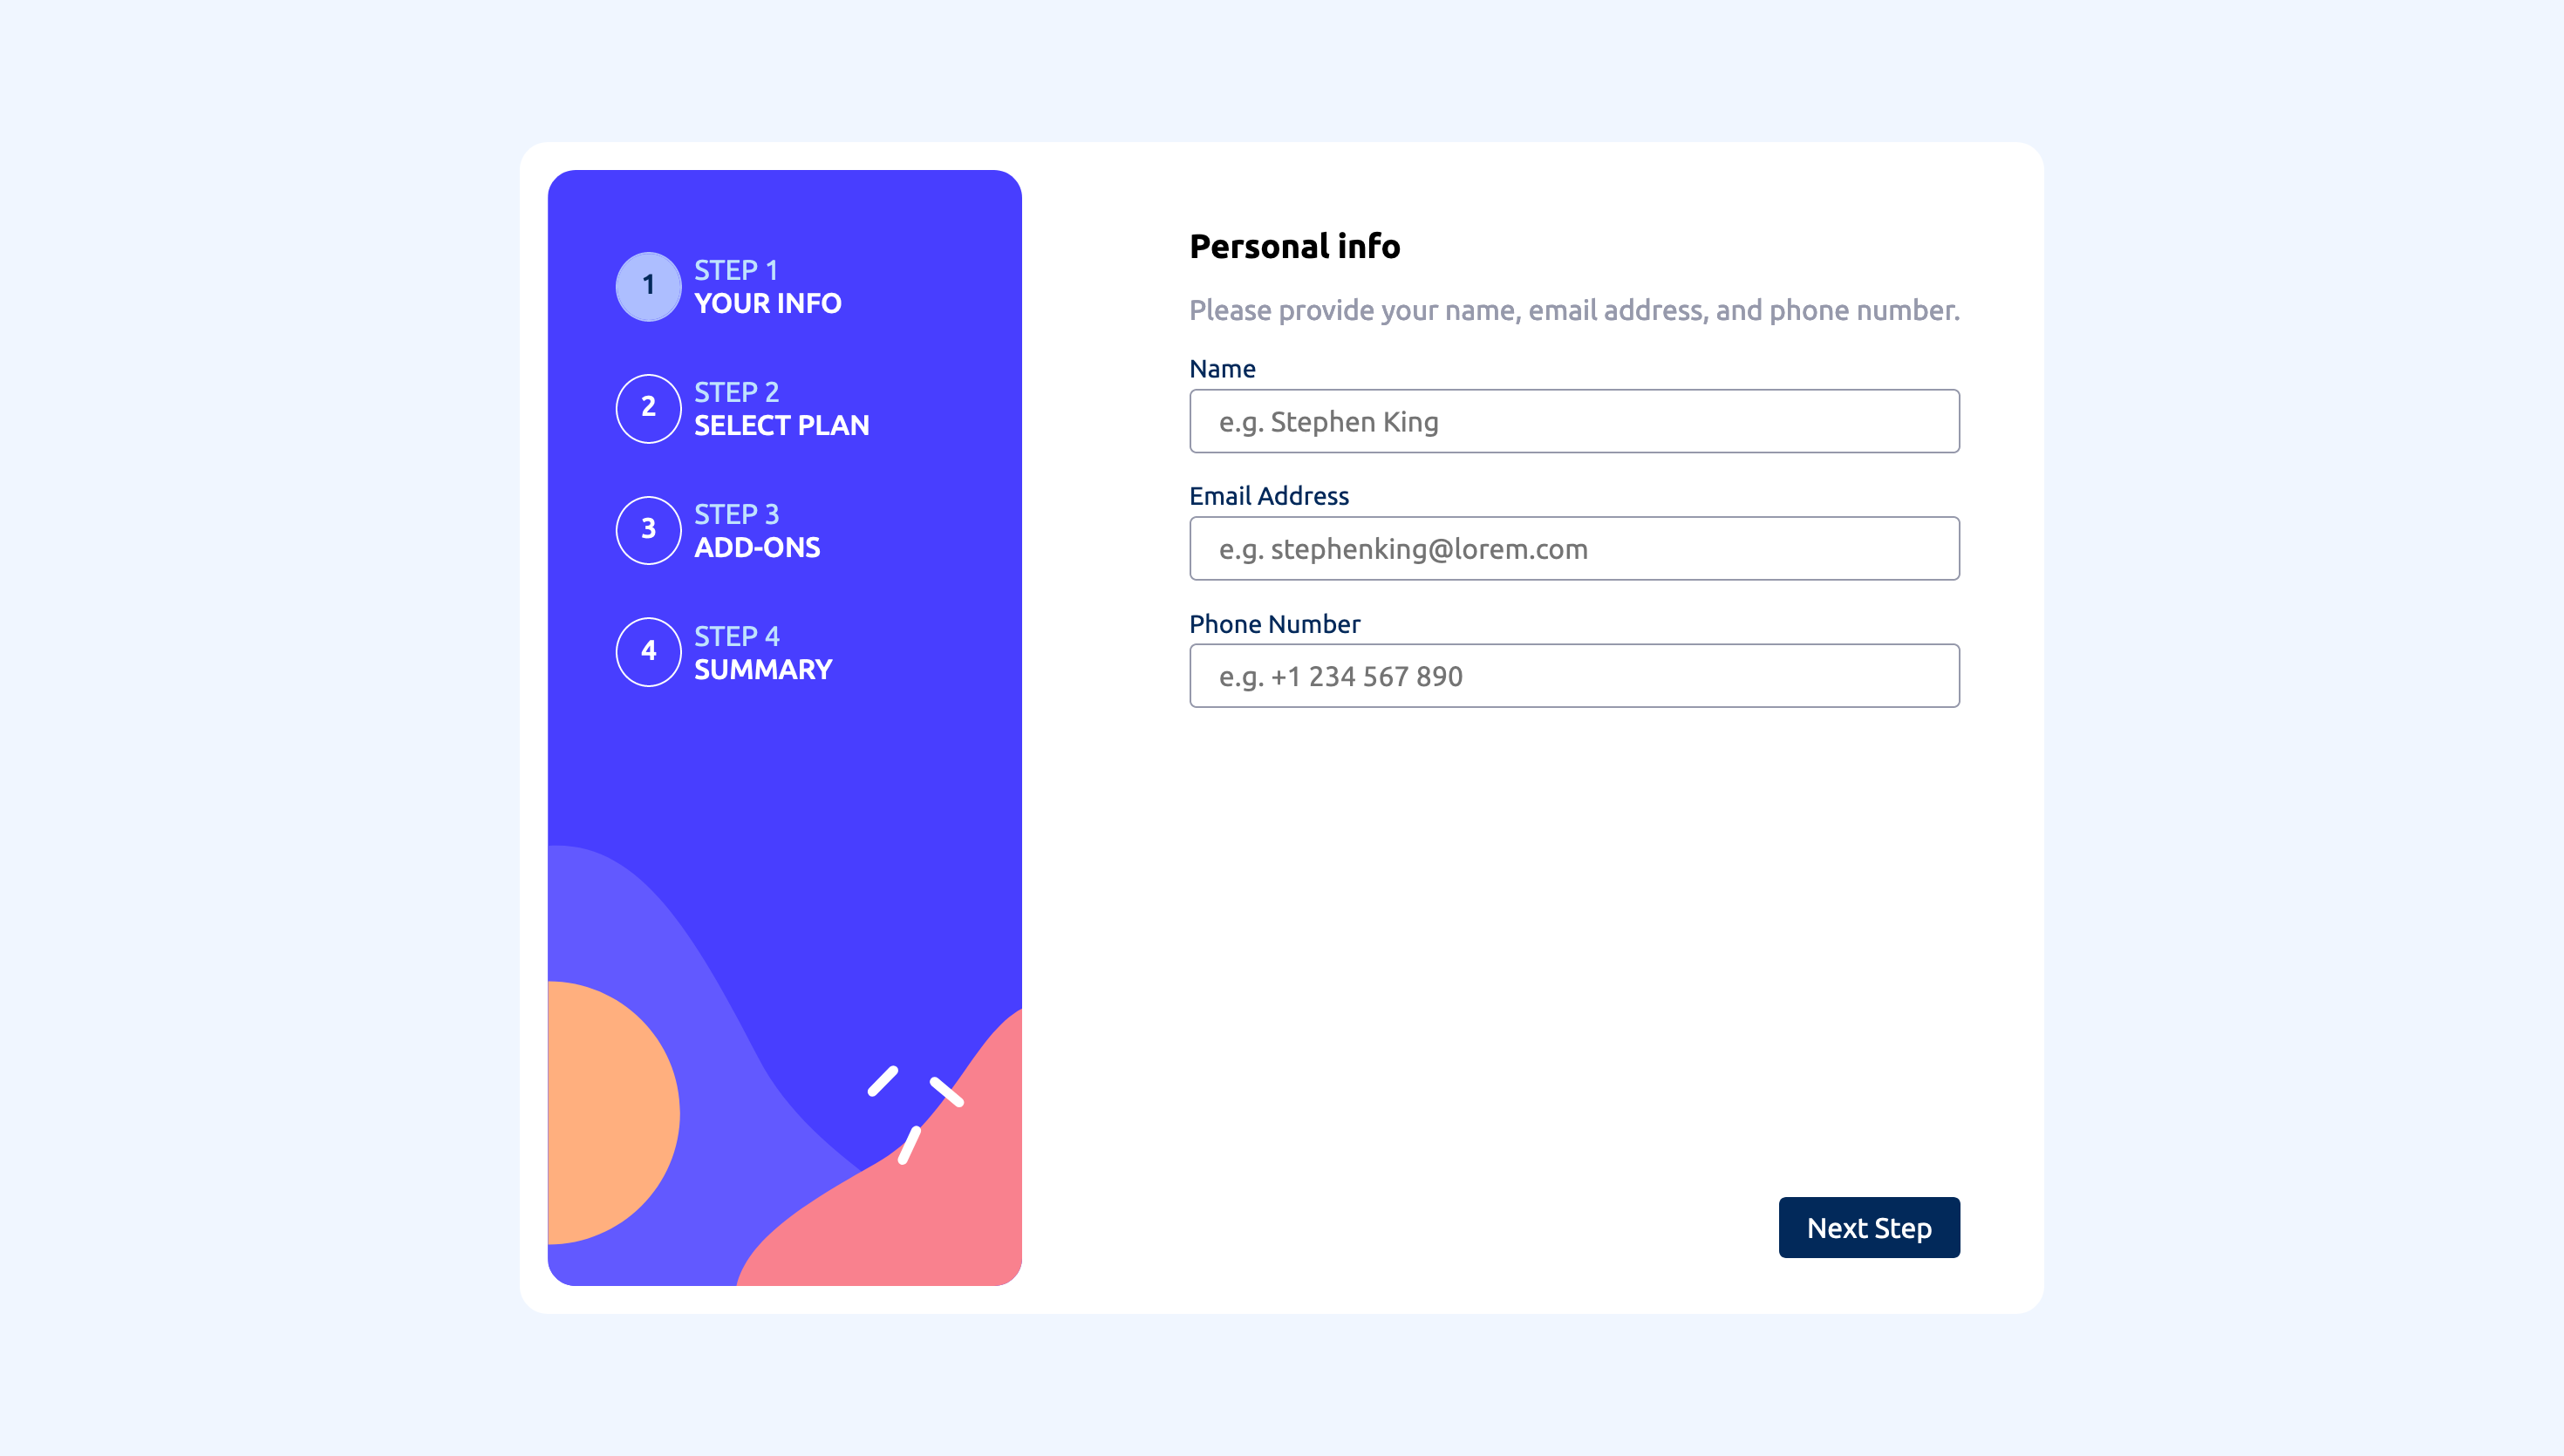 1
STEP 1
YOUR INFO
2
STEP 2
SELECT PLAN
3
STEP 3
ADD-ONS
4
STEP 4
SUMMARY
Personal info
Please provide your name, email address, and phone number.
Name
e.g. Stephen King
Email Address
e.g. stephenking@lorem.com
Phone Number
e.g. +1 234 567 890
Next Step